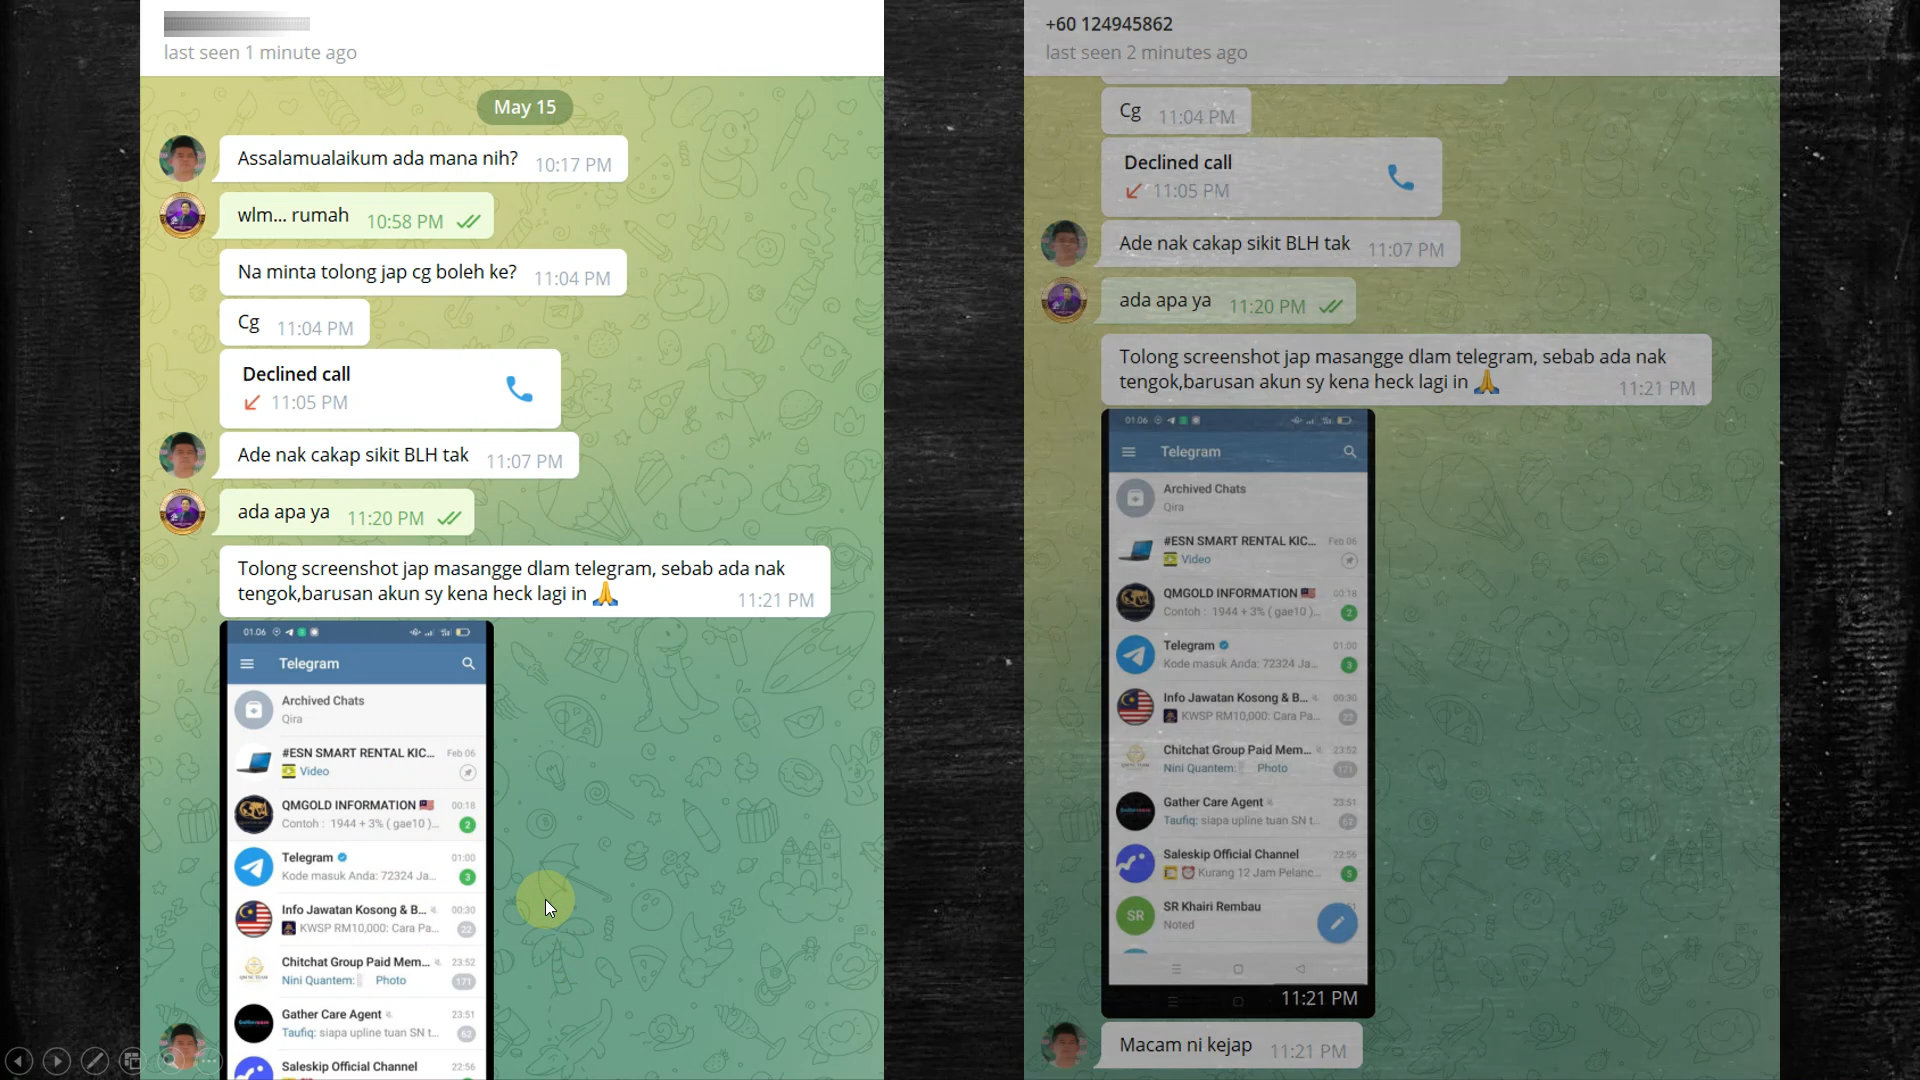 last seen 1 minute ago
May 15
Assalamualaikum ada mana nih? 10:17 PM
wlm... rumah 10:58 PM
Na minta tolong jap cg boleh ke? 11:04 PM
Cg 11:04 PM
Declined call
11:05 PM
Ade nak cakap sikit BLH tak 11:07 PM
ada apa ya 11:20 PM
Tolong screenshot jap masangge dlam telegram, sebab ada nak
tengok,barusan akun sy kena heck lagi in 🙏 11:21 PM
01.06
Telegram
Archived Chats
Qira
#ESN SMART RENTAL KIC... Feb 06
Video
QMGOLD INFORMATION 🇲🇾 00:18
Contoh : 1944 + 3% ( gae10 )... 2
Telegram 01:00
Kode masuk Anda: 72324 Ja... 3
Info Jawatan Kosong & B... 00:30
KWSP RM10,000: Cara Pa... 22
Chitchat Group Paid Mem... 23:52
Nini Quantem: Photo 171
Gather Care Agent 23:51
Taufiq: siapa upline tuan SN t... 62
Saleskip Official Channel 22:56
+60 124945862
last seen 2 minutes ago
Cg 11:04 PM
Declined call
11:05 PM
Ade nak cakap sikit BLH tak 11:07 PM
ada apa ya 11:20 PM
Tolong screenshot jap masangge dlam telegram, sebab ada nak
tengok,barusan akun sy kena heck lagi in 🙏 11:21 PM
01.06
Telegram
Archived Chats
Qira
#ESN SMART RENTAL KIC... Feb 06
Video
QMGOLD INFORMATION 🇲🇾 00:18
Contoh : 1944 + 3% ( gae10 )... 2
Telegram 01:00
Kode masuk Anda: 72324 Ja... 3
Info Jawatan Kosong & B... 00:30
KWSP RM10,000: Cara Pa... 22
Chitchat Group Paid Mem... 23:52
Nini Quantem: Photo 171
Gather Care Agent 23:51
Taufiq: siapa upline tuan SN t... 62
Saleskip Official Channel 22:56
⏰ Kurang 12 Jam Pelanc... 5
SR
SR Khairi Rembau
Noted
11:21 PM
Macam ni kejap 11:21 PM